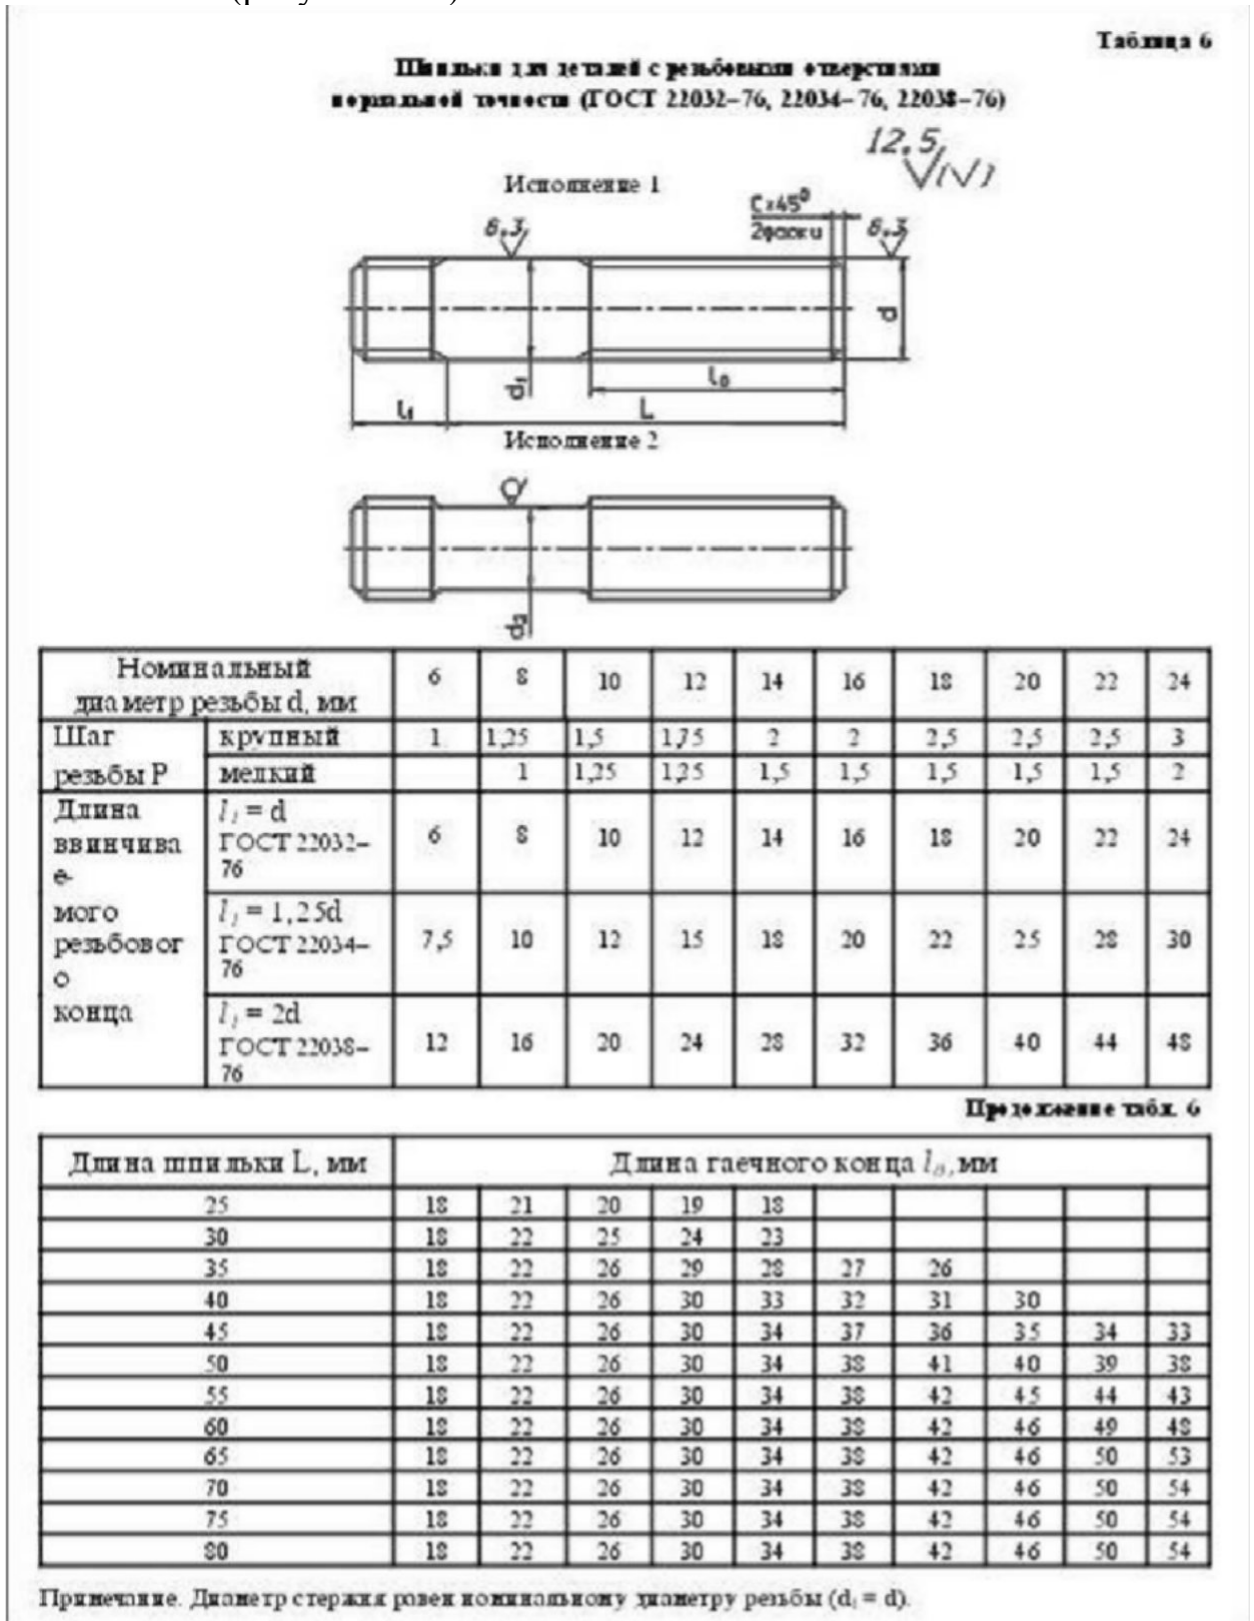 Таблица 6
Шпильки для деталей с резьбовыми отверстиями
нормальной точности (ГОСТ 22032–76, 22034–76, 22038–76)
12.5
Исполнение 1
C×45⁰
2фаски
6.3
6.3
d
d₁
l₀
l₁
L
Исполнение 2
d₂
Номинальный 6 8 10 12 14 16 18 20 22 24
диаметр резьбы d, мм
Шаг крупный 1 1,25 1,5 1,75 2 2 2,5 2,5 2,5 3
резьбы P мелкий 1 1,25 1,25 1,5 1,5 1,5 1,5 1,5 2
Длина l₁ = d
ввинчива ГОСТ 22032– 6 8 10 12 14 16 18 20 22 24
е- 76
мого l₁ = 1,25d
резьбовог ГОСТ 22034– 7,5 10 12 15 18 20 22 25 28 30
о 76
конца l₁ = 2d
ГОСТ 22038– 12 16 20 24 28 32 36 40 44 48
76
Продолжение табл. 6
Длина шпильки L, мм Длина гаечного конца l₀, мм
25 18 21 20 19 18
30 18 22 25 24 23
35 18 22 26 29 28 27 26
40 18 22 26 30 33 32 31 30
45 18 22 26 30 34 37 36 35 34 33
50 18 22 26 30 34 38 41 40 39 38
55 18 22 26 30 34 38 42 45 44 43
60 18 22 26 30 34 38 42 46 49 48
65 18 22 26 30 34 38 42 46 50 53
70 18 22 26 30 34 38 42 46 50 54
75 18 22 26 30 34 38 42 46 50 54
80 18 22 26 30 34 38 42 46 50 54
Примечание. Диаметр стержня равен номинальному диаметру резьбы (d₁ = d).